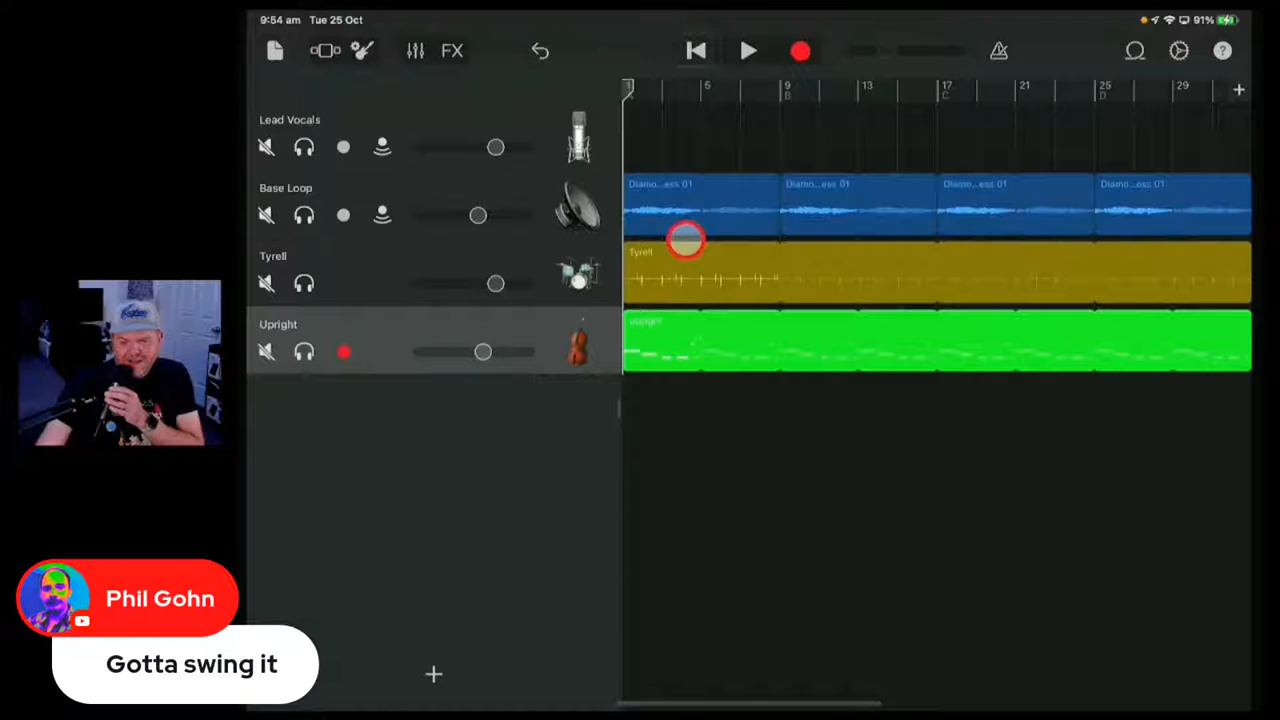 9:54 am Tue 25 Oct
91%
FX
?
1 5 9 13 17 21 25 29
A B C D
Lead Vocals
Base Loop
Diamo...ess 01 Diamo...ess 01 Diamo...ess 01 Diamo...ess 01
Tyrell
Tyrell
Upright
Upright
Phil Gohn
Gotta swing it